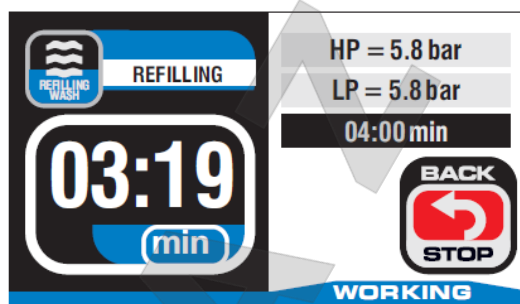 REFILLING
WASH
REFILLING
03:19
min
HP = 5.8 bar
LP = 5.8 bar
04:00 min
BACK
STOP
WORKING